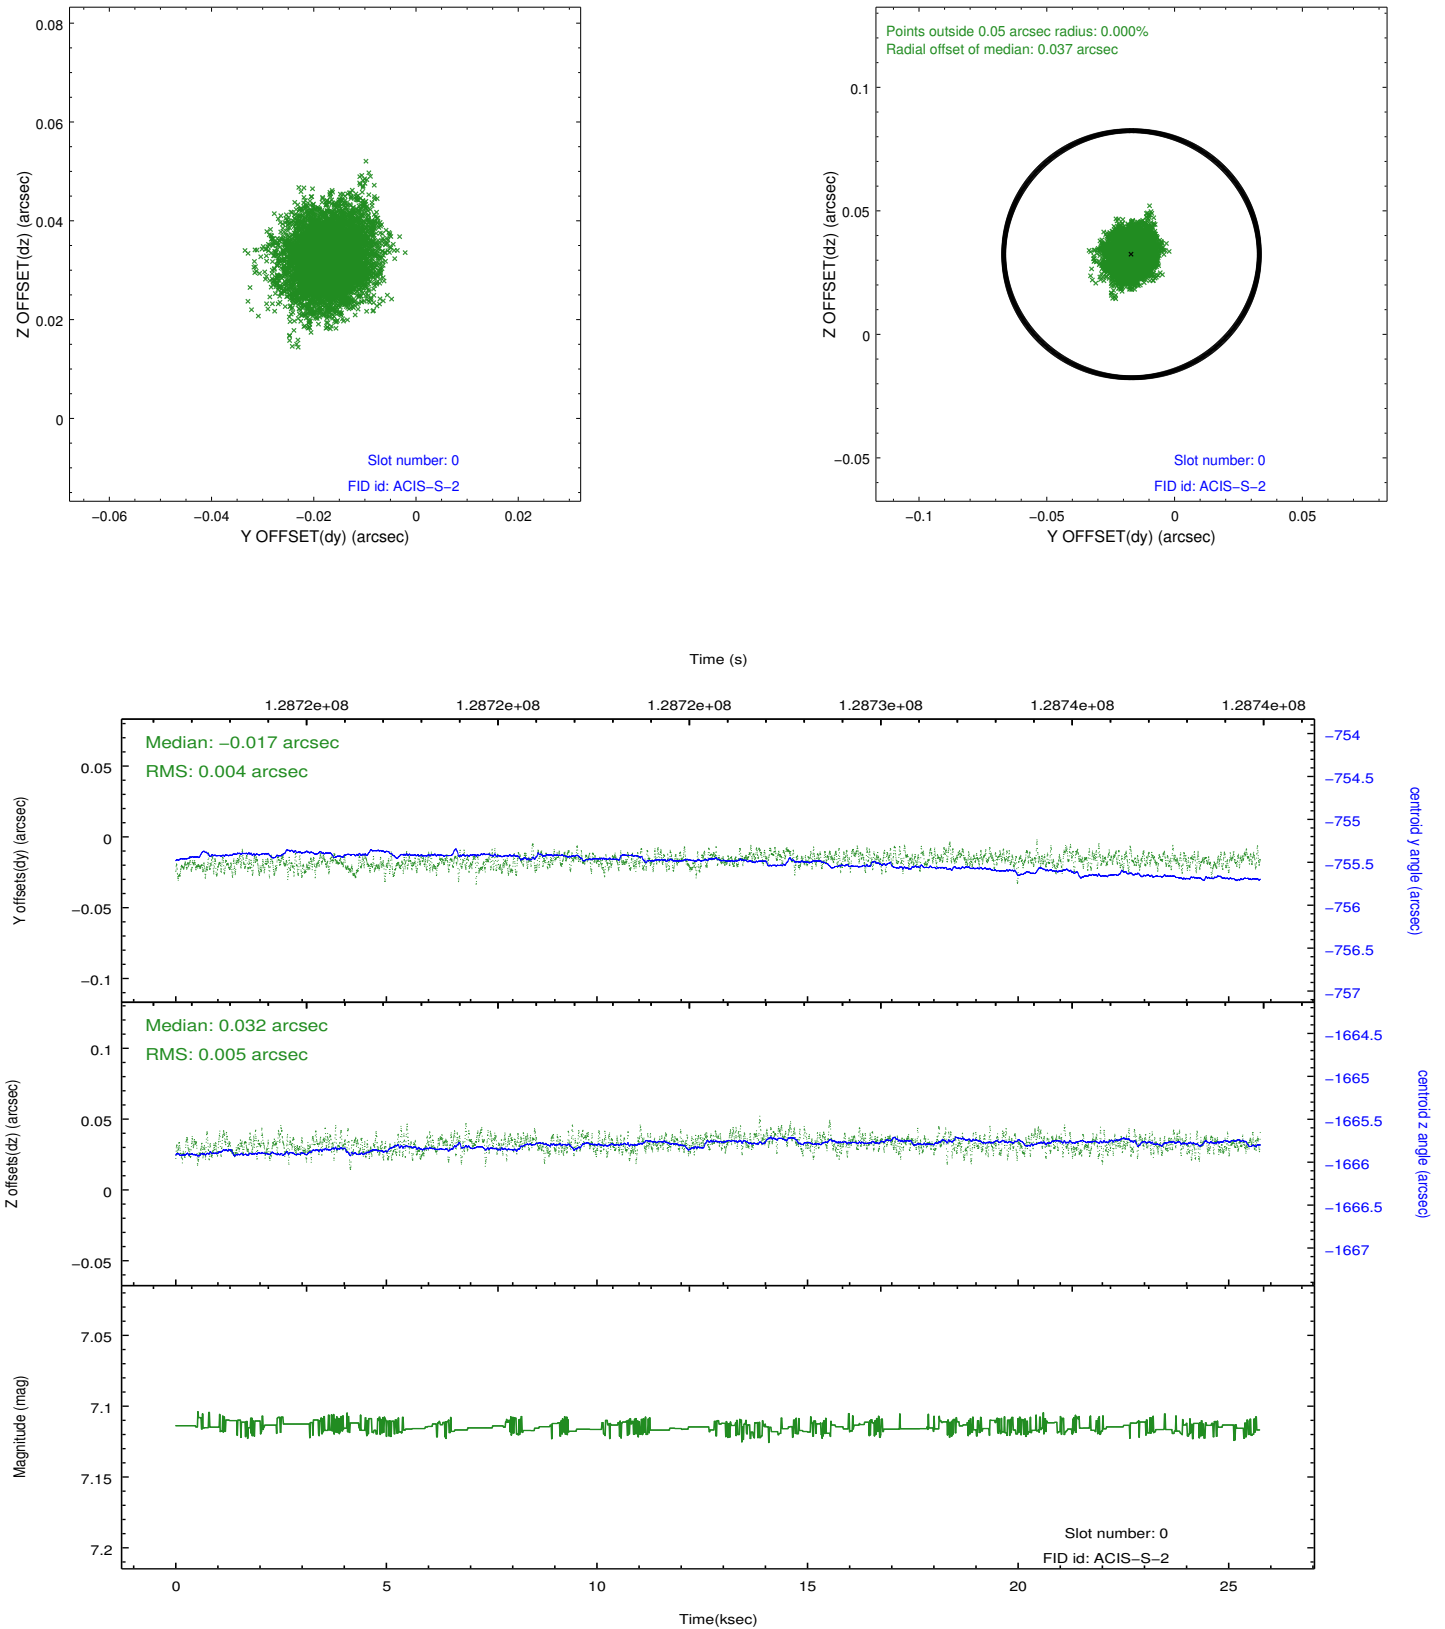 0.08
0.06
0.04
0.02
0
Z OFFSET(dz) (arcsec)
Slot number: 0
FID id: ACIS−S−2
−0.06 −0.04 −0.02 0 0.02
Y OFFSET(dy) (arcsec)
Points outside 0.05 arcsec radius: 0.000%
Radial offset of median: 0.037 arcsec
0.1
0.05
0
−0.05
Z OFFSET(dz) (arcsec)
Slot number: 0
FID id: ACIS−S−2
−0.1 −0.05 0 0.05
Y OFFSET(dy) (arcsec)
Time (s)
1.2872e+08 1.2872e+08 1.2872e+08 1.2873e+08 1.2874e+08 1.2874e+08
Median: −0.017 arcsec
RMS: 0.004 arcsec
0.05
0
−0.05
−0.1
Y offsets(dy) (arcsec)
−754
−754.5
−755
−755.5
−756
−756.5
−757
centroid y angle (arcsec)
Median: 0.032 arcsec
RMS: 0.005 arcsec
0.1
0.05
0
−0.05
Z offsets(dz) (arcsec)
−1664.5
−1665
−1665.5
−1666
−1666.5
−1667
centroid z angle (arcsec)
7.05
7.1
7.15
7.2
Magnitude (mag)
Slot number: 0
FID id: ACIS−S−2
0 5 10 15 20 25
Time(ksec)